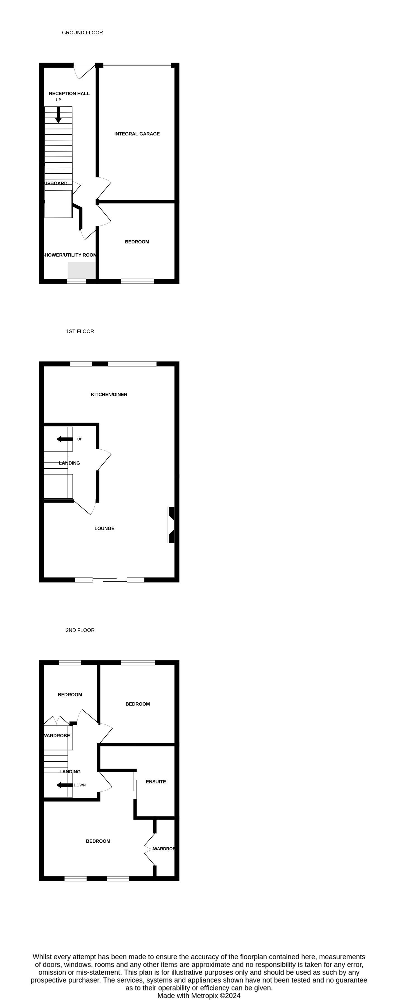 GROUND FLOOR
RECEPTION HALL
UP
INTEGRAL GARAGE
UPBOARD
BEDROOM
SHOWER/UTILITY ROOM
1ST FLOOR
KITCHEN/DINER
UP
LANDING
LOUNGE
2ND FLOOR
BEDROOM
BEDROOM
WARDROBE
LANDING
ENSUITE
DOWN
BEDROOM
WARDROBE
Whilst every attempt has been made to ensure the accuracy of the floorplan contained here, measurements
of doors, windows, rooms and any other items are approximate and no responsibility is taken for any error,
omission or mis-statement. This plan is for illustrative purposes only and should be used as such by any
prospective purchaser. The services, systems and appliances shown have not been tested and no guarantee
as to their operability or efficiency can be given.
Made with Metropix ©2024